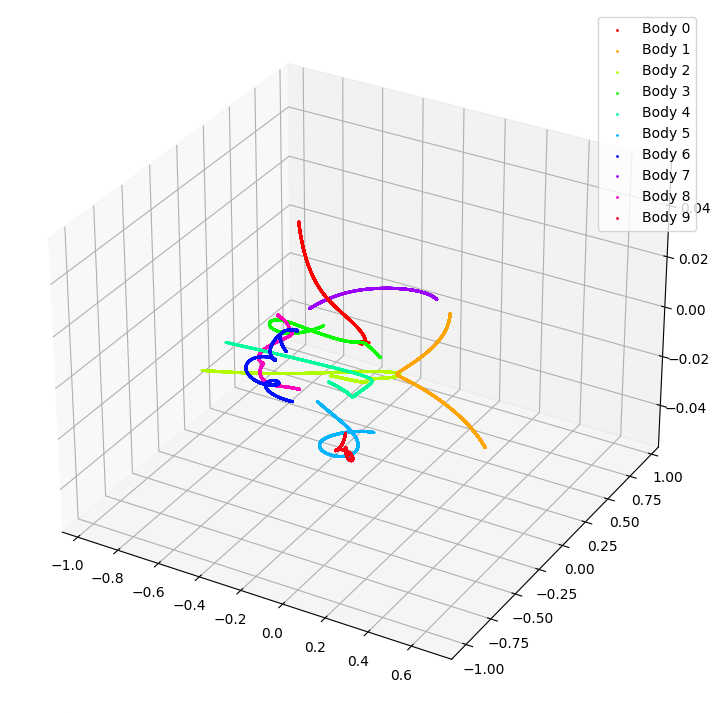 Body 0
Body 1
Body 2
Body 3
Body 4
Body 5
Body 6
Body 7
Body 8
Body 9
0.04
0.02
0.00
−0.02
−0.04
1.00
0.75
0.50
0.25
0.00
−0.25
−0.50
−0.75
−1.00
−1.0
−0.8
−0.6
−0.4
−0.2
0.0
0.2
0.4
0.6